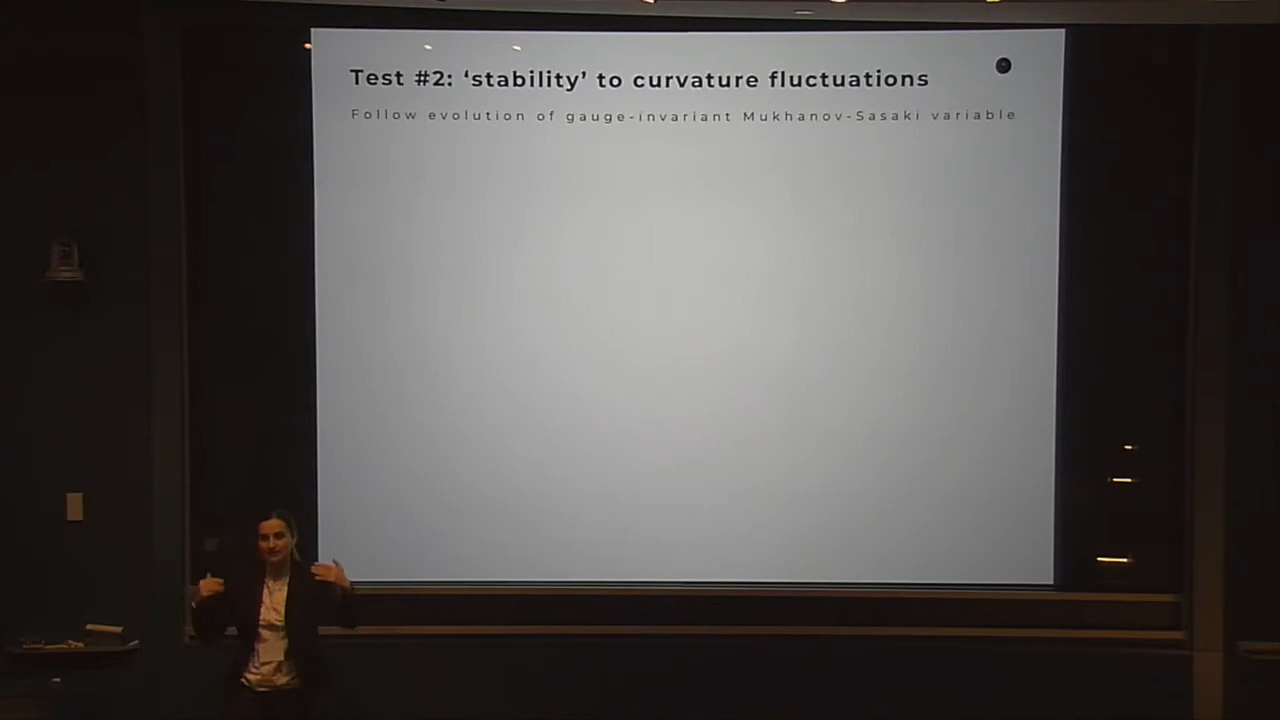 Test #2: ‘stability’ to curvature fluctuations
Follow evolution of gauge-invariant Mukhanov-Sasaki variable